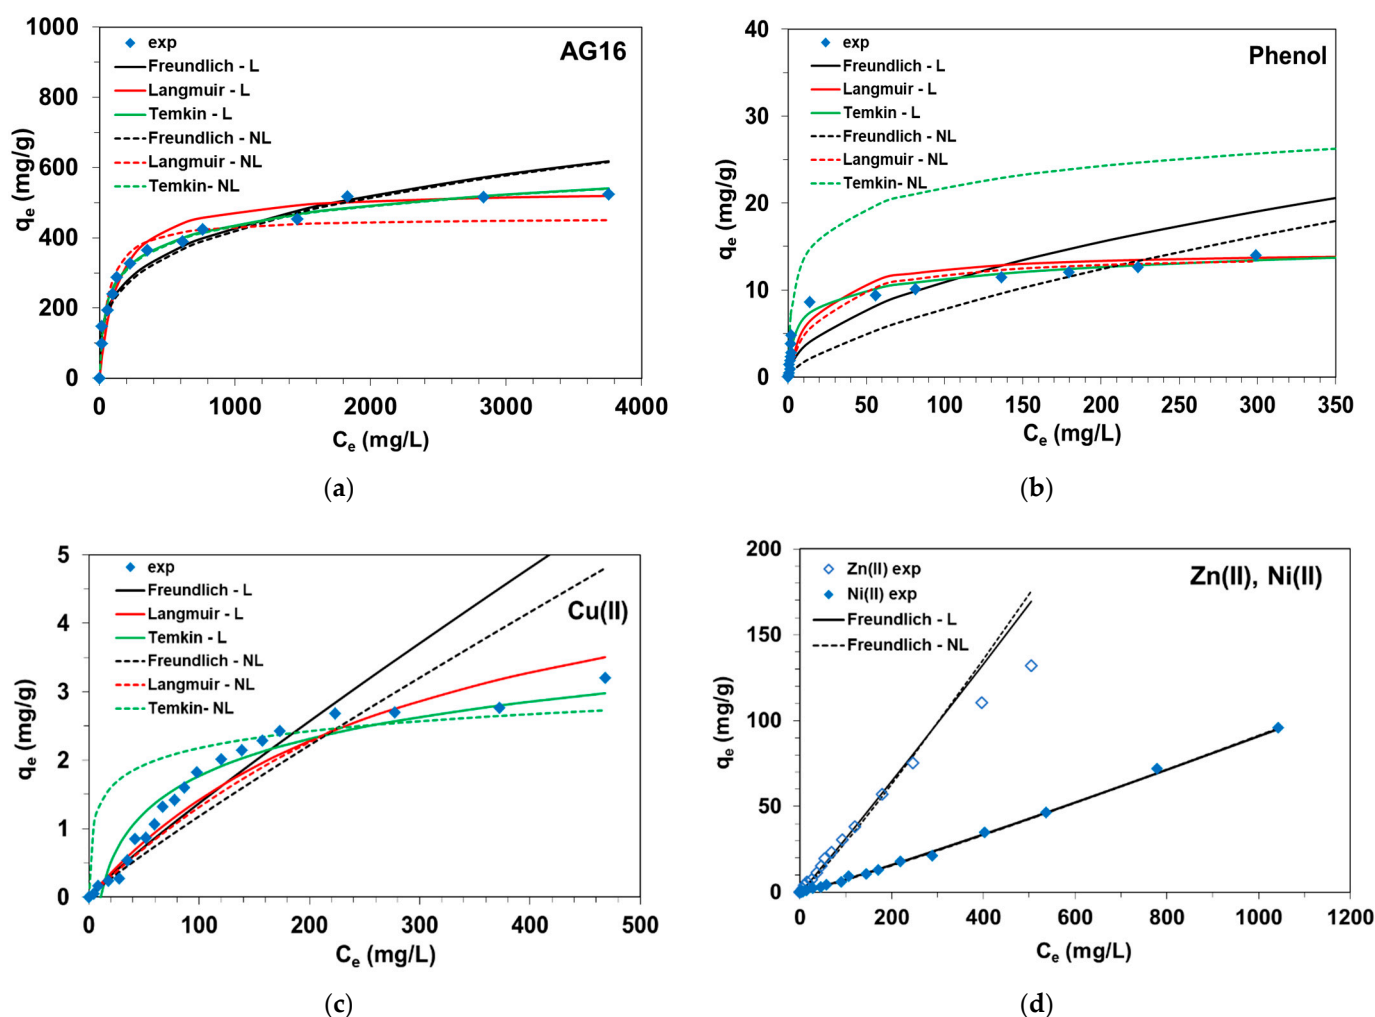 AG16
1000
800
600
400
200
0
qe (mg/g)
exp
Freundlich - L
Langmuir - L
Temkin - L
Freundlich - NL
Langmuir - NL
Temkin- NL
0 1000 2000 3000 4000
Ce (mg/L)
(a)
Phenol
40
30
20
10
0
qe (mg/g)
exp
Freundlich - L
Langmuir - L
Temkin - L
Freundlich - NL
Langmuir - NL
Temkin- NL
0 50 100 150 200 250 300 350
Ce (mg/L)
(b)
Cu(II)
5
4
3
2
1
0
qe (mg/g)
exp
Freundlich - L
Langmuir - L
Temkin - L
Freundlich - NL
Langmuir - NL
Temkin- NL
0 100 200 300 400 500
Ce (mg/L)
(c)
Zn(II), Ni(II)
200
150
100
50
0
qe (mg/g)
Zn(II) exp
Ni(II) exp
Freundlich - L
Freundlich - NL
0 200 400 600 800 1000 1200
Ce (mg/L)
(d)